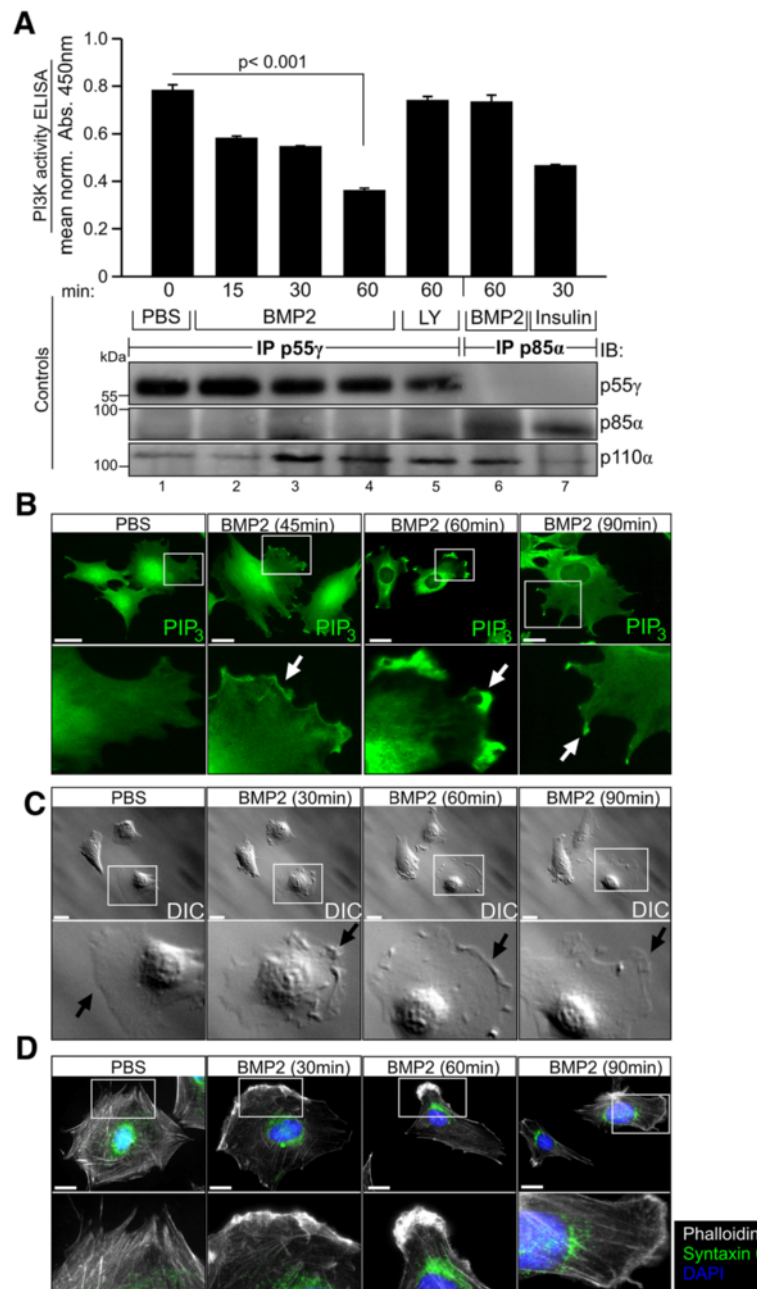 A
PI3K activity ELISA
mean norm. Abs. 450nm
1.0
0.8
0.6
0.4
0.2
0
p< 0.001
min: 0 15 30 60 60 60 30
PBS BMP2 LY BMP2 Insulin
Controls
kDa IP p55γ IP p85α IB:
55 p55γ
100 p85α
100 p110α
1 2 3 4 5 6 7
B
PBS BMP2 (45min) BMP2 (60min) BMP2 (90min)
PIP3 PIP3 PIP3 PIP3
C
PBS BMP2 (30min) BMP2 (60min) BMP2 (90min)
DIC DIC DIC DIC
D
PBS BMP2 (30min) BMP2 (60min) BMP2 (90min)
Phalloidin
Syntaxin
DAPI